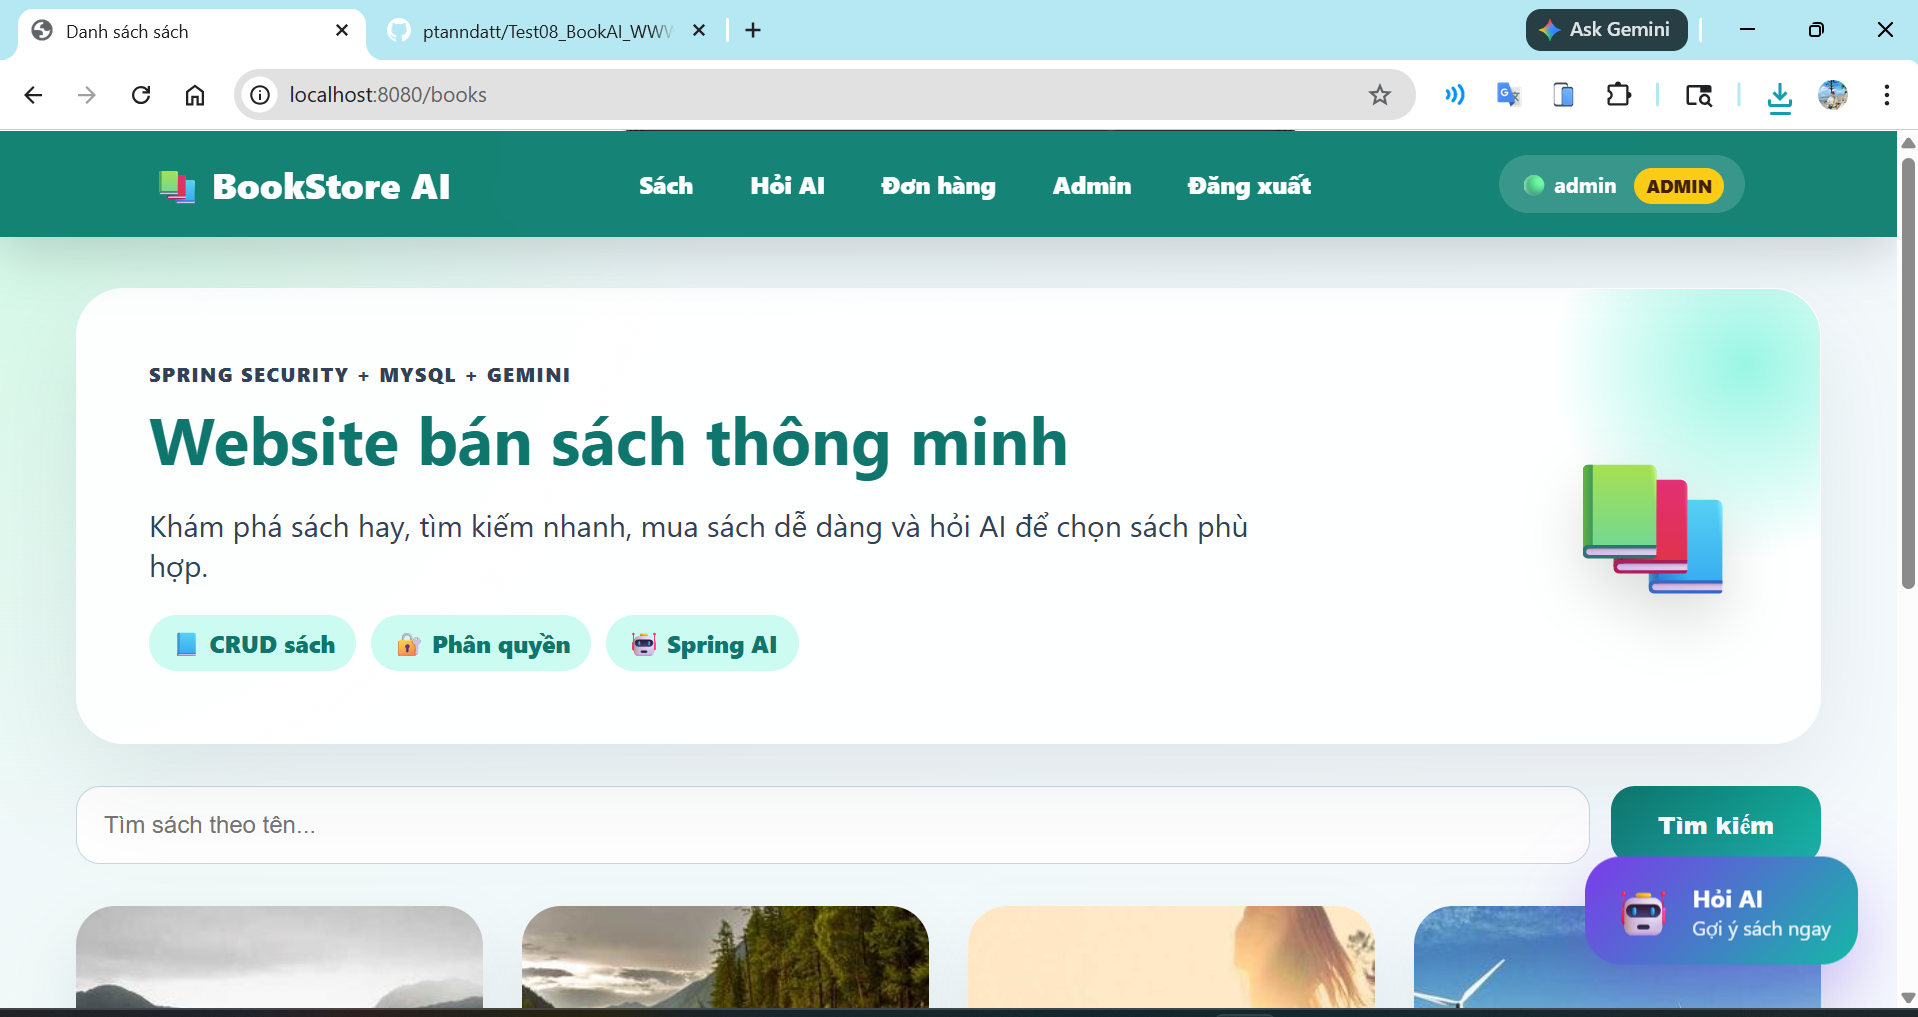 Danh sách sách
ptanndatt/Test08_BookAI_WWW
Ask Gemini
localhost:8080/books
BookStore AI
Sách
Hỏi AI
Đơn hàng
Admin
Đăng xuất
admin
ADMIN
SPRING SECURITY + MYSQL + GEMINI
Website bán sách thông minh
Khám phá sách hay, tìm kiếm nhanh, mua sách dễ dàng và hỏi AI để chọn sách phù
hợp.
CRUD sách
Phân quyền
Spring AI
Tìm sách theo tên...
Tìm kiếm
Hỏi AI
Gợi ý sách ngay